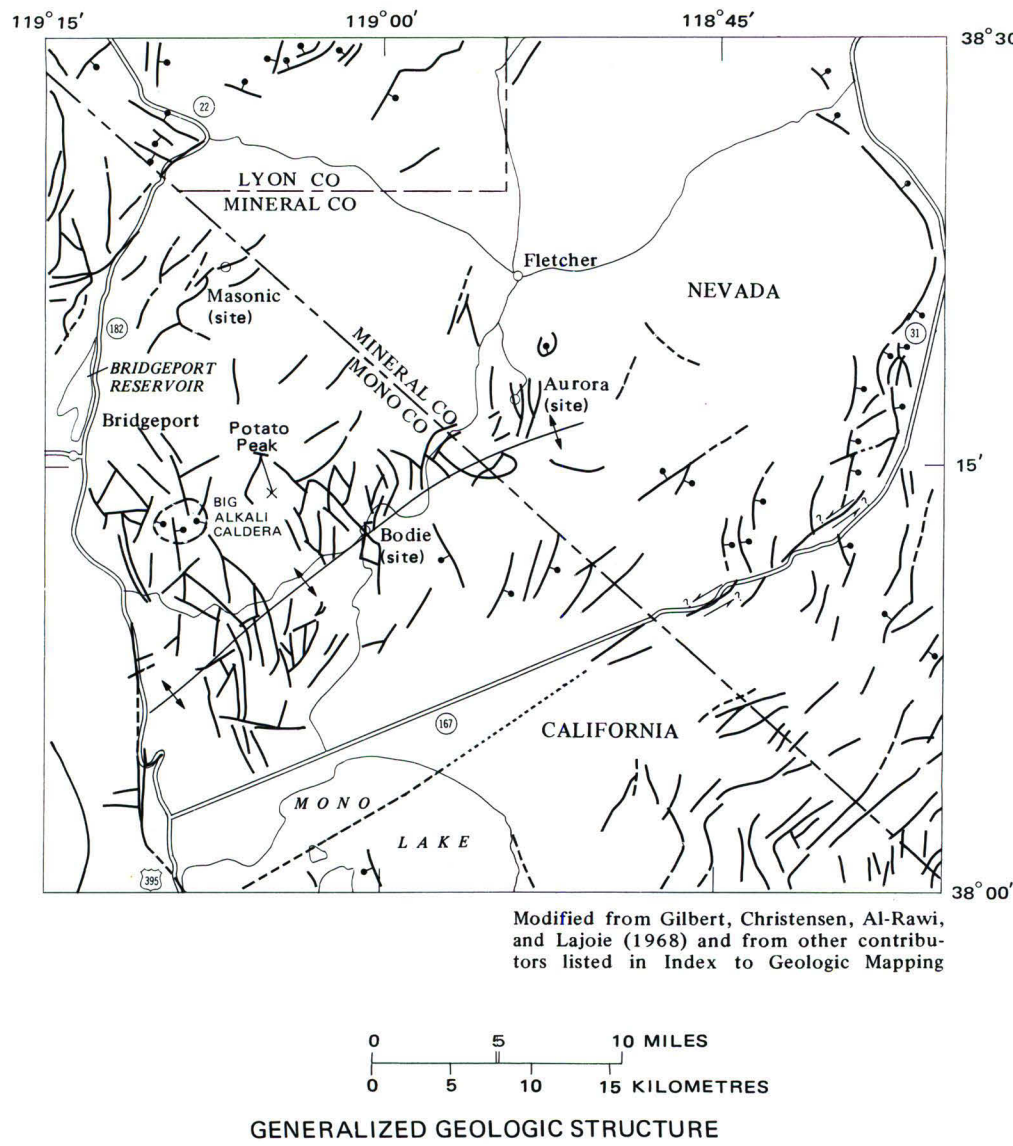 119°15′
119°00′
118°45′
38°30′
22
LYON CO
MINERAL CO
Fletcher
NEVADA
Masonic
(site)
182
31
BRIDGEPORT
RESERVOIR
MINERAL CO
MONO CO
Aurora
(site)
Bridgeport
Potato
Peak
15′
BIG
ALKALI
CALDERA
Bodie
(site)
?
?
?
?
167
CALIFORNIA
MONO
LAKE
395
38°00′
Modified from Gilbert, Christensen, Al-Rawi,
and Lajoie (1968) and from other contribu-
tors listed in Index to Geologic Mapping
0 5 10 MILES
0 5 10 15 KILOMETRES
GENERALIZED GEOLOGIC STRUCTURE